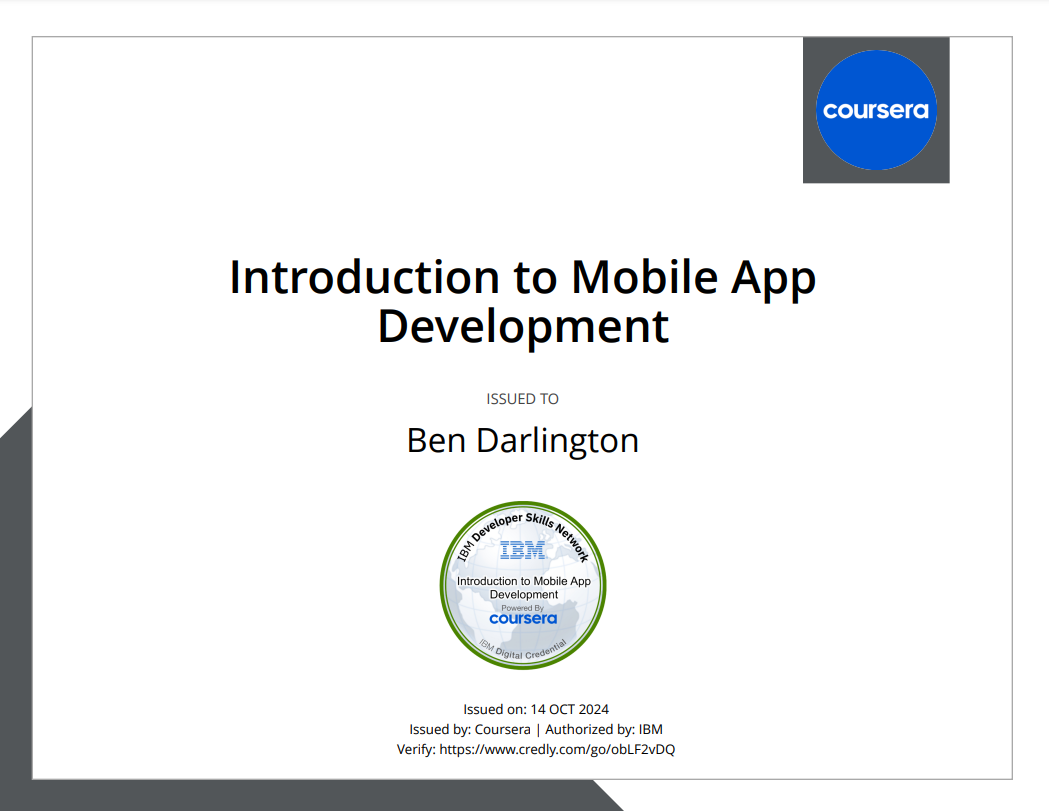 coursera
Introduction to Mobile App
Development
ISSUED TO
Ben Darlington
IBM Developer Skills Network
IBM
Introduction to Mobile App
Development
Powered By
coursera
IBM Digital Credential
Issued on: 14 OCT 2024
Issued by: Coursera | Authorized by: IBM
Verify: https://www.credly.com/go/obLF2vDQ